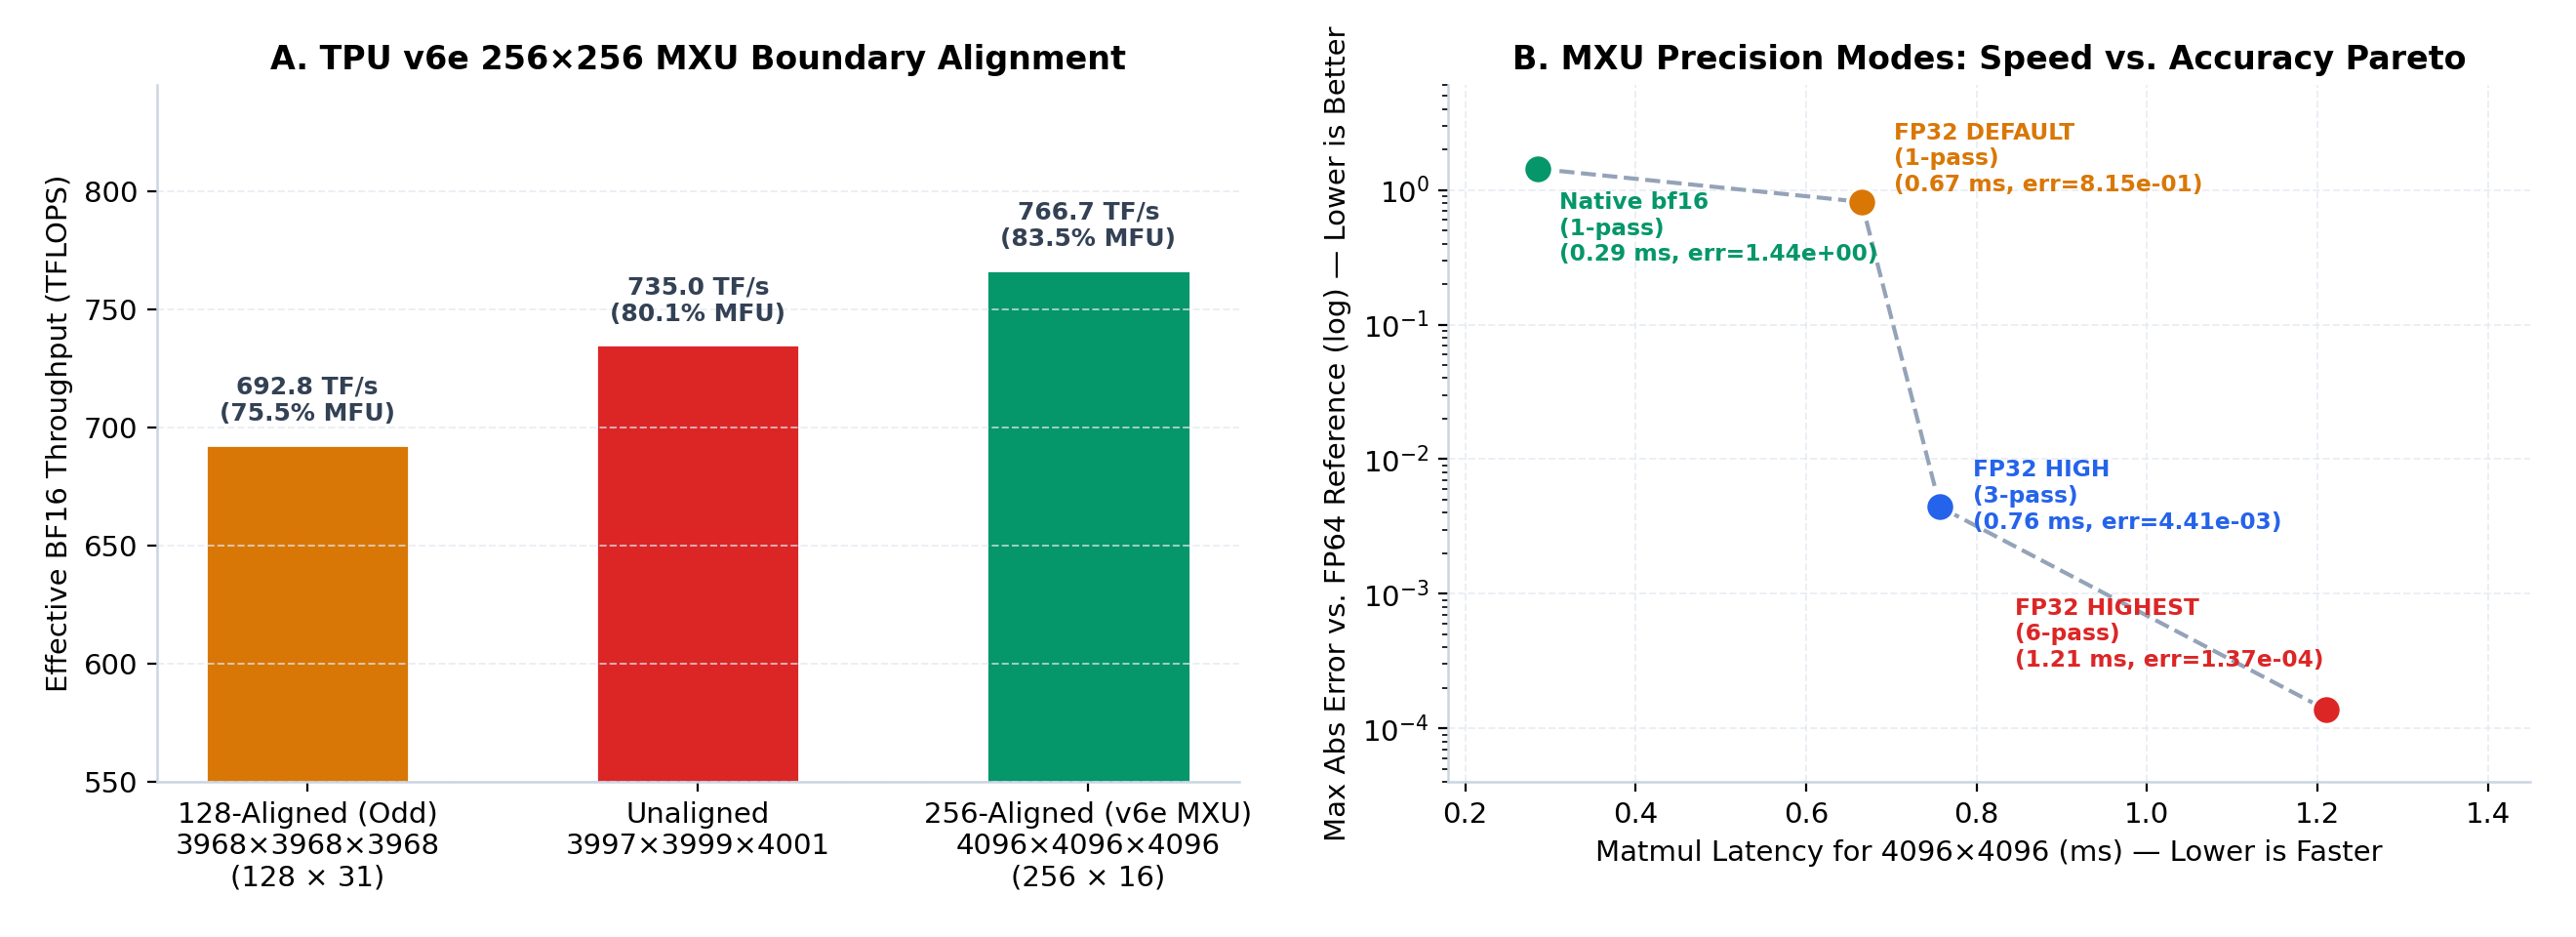 A. TPU v6e 256×256 MXU Boundary Alignment
Effective BF16 Throughput (TFLOPS)
800
750
700
650
600
550
692.8 TF/s
(75.5% MFU)
735.0 TF/s
(80.1% MFU)
766.7 TF/s
(83.5% MFU)
128-Aligned (Odd)
3968×3968×3968
(128 × 31)
Unaligned
3997×3999×4001
256-Aligned (v6e MXU)
4096×4096×4096
(256 × 16)
B. MXU Precision Modes: Speed vs. Accuracy Pareto
Max Abs Error vs. FP64 Reference (log) — Lower is Better
10⁰
10⁻¹
10⁻²
10⁻³
10⁻⁴
FP32 DEFAULT
(1-pass)
(0.67 ms, err=8.15e-01)
Native bf16
(1-pass)
(0.29 ms, err=1.44e+00)
FP32 HIGH
(3-pass)
(0.76 ms, err=4.41e-03)
FP32 HIGHEST
(6-pass)
(1.21 ms, err=1.37e-04)
0.2 0.4 0.6 0.8 1.0 1.2 1.4
Matmul Latency for 4096×4096 (ms) — Lower is Faster